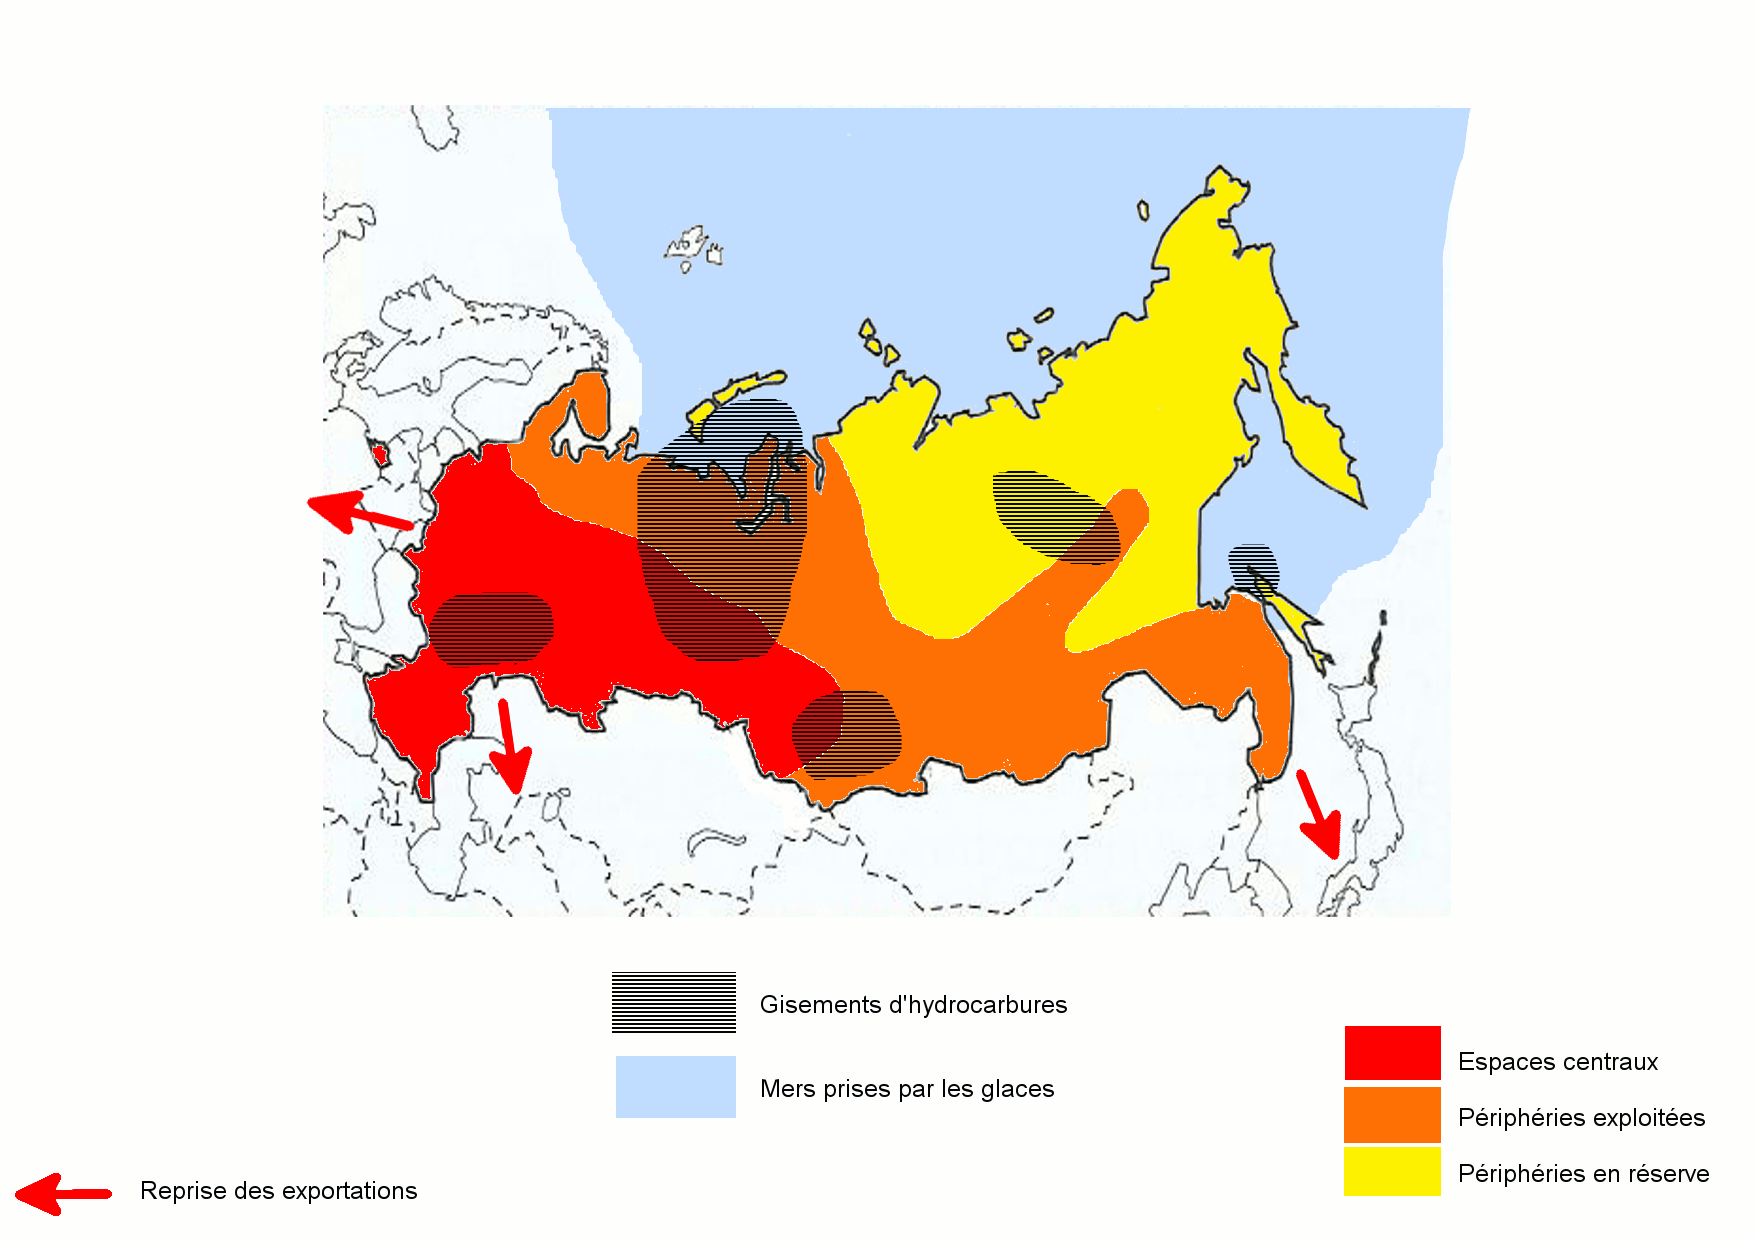 Gisements d'hydrocarbures
Mers prises par les glaces
Espaces centraux
Périphéries exploitées
Périphéries en réserve
Reprise des exportations